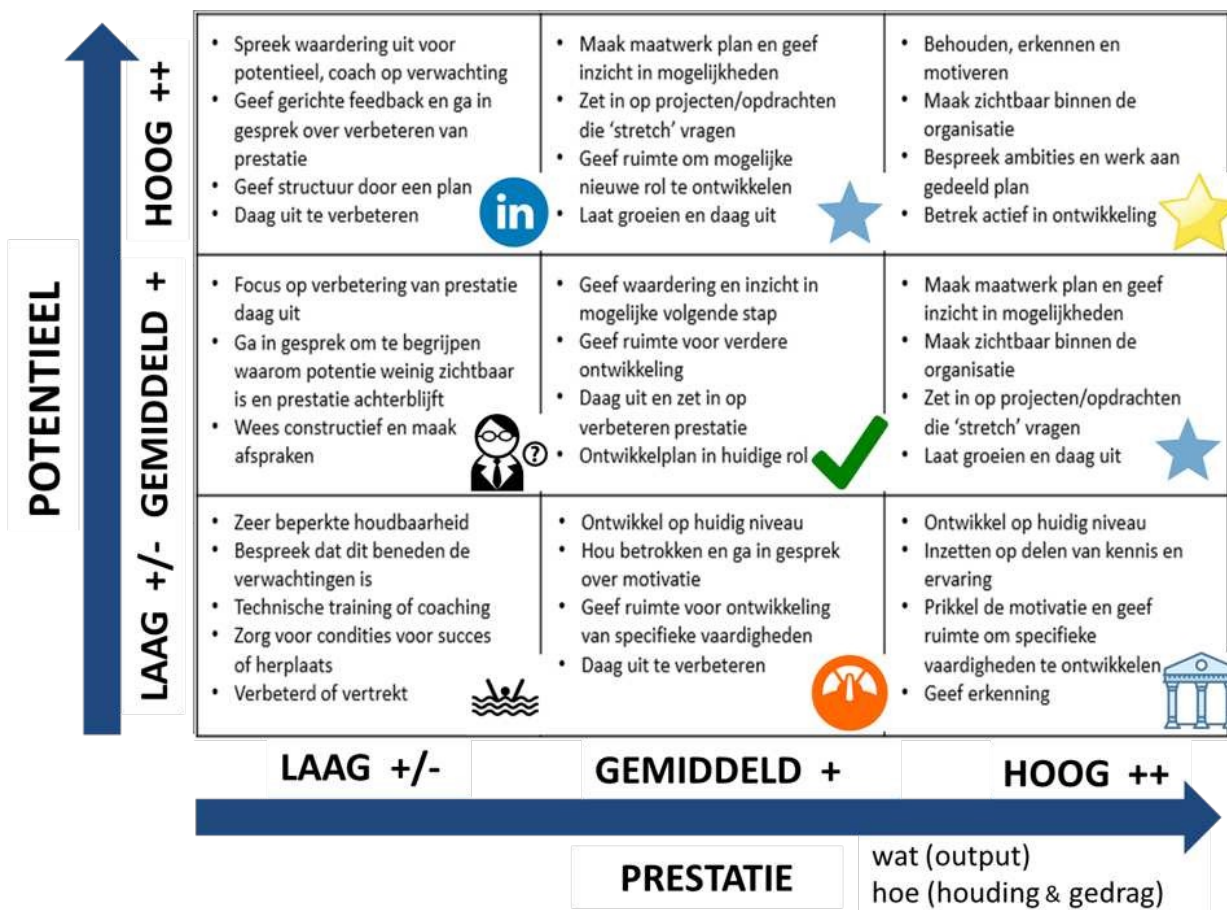 POTENTIEEL
HOOG ++
GEMIDDELD +
LAAG +/-
• Spreek waardering uit voor
potentieel, coach op verwachting
• Geef gerichte feedback en ga in
gesprek over verbeteren van
prestatie
• Geef structuur door een plan
• Daag uit te verbeteren
in
• Maak maatwerk plan en geef
inzicht in mogelijkheden
• Zet in op projecten/opdrachten
die ‘stretch’ vragen
• Geef ruimte om mogelijke
nieuwe rol te ontwikkelen
• Laat groeien en daag uit
• Behouden, erkennen en
motiveren
• Maak zichtbaar binnen de
organisatie
• Bespreek ambities en werk aan
gedeeld plan
• Betrek actief in ontwikkeling
• Focus op verbetering van prestatie
daag uit
• Ga in gesprek om te begrijpen
waarom potentie weinig zichtbaar
is en prestatie achterblijft
• Wees constructief en maak
afspraken
?
• Geef waardering en inzicht in
mogelijke volgende stap
• Geef ruimte voor verdere
ontwikkeling
• Daag uit en zet in op
verbeteren prestatie
• Ontwikkelplan in huidige rol
• Maak maatwerk plan en geef
inzicht in mogelijkheden
• Maak zichtbaar binnen de
organisatie
• Zet in op projecten/opdrachten
die ‘stretch’ vragen
• Laat groeien en daag uit
• Zeer beperkte houdbaarheid
• Bespreek dat dit beneden de
verwachtingen is
• Technische training of coaching
• Zorg voor condities voor succes
of herplaats
• Verbeterd of vertrekt
• Ontwikkel op huidig niveau
• Hou betrokken en ga in gesprek
over motivatie
• Geef ruimte voor ontwikkeling
van specifieke vaardigheden
• Daag uit te verbeteren
• Ontwikkel op huidig niveau
• Inzetten op delen van kennis en
ervaring
• Prikkel de motivatie en geef
ruimte om specifieke
vaardigheden te ontwikkelen
• Geef erkenning
LAAG +/-
GEMIDDELD +
HOOG ++
PRESTATIE
wat (output)
hoe (houding & gedrag)